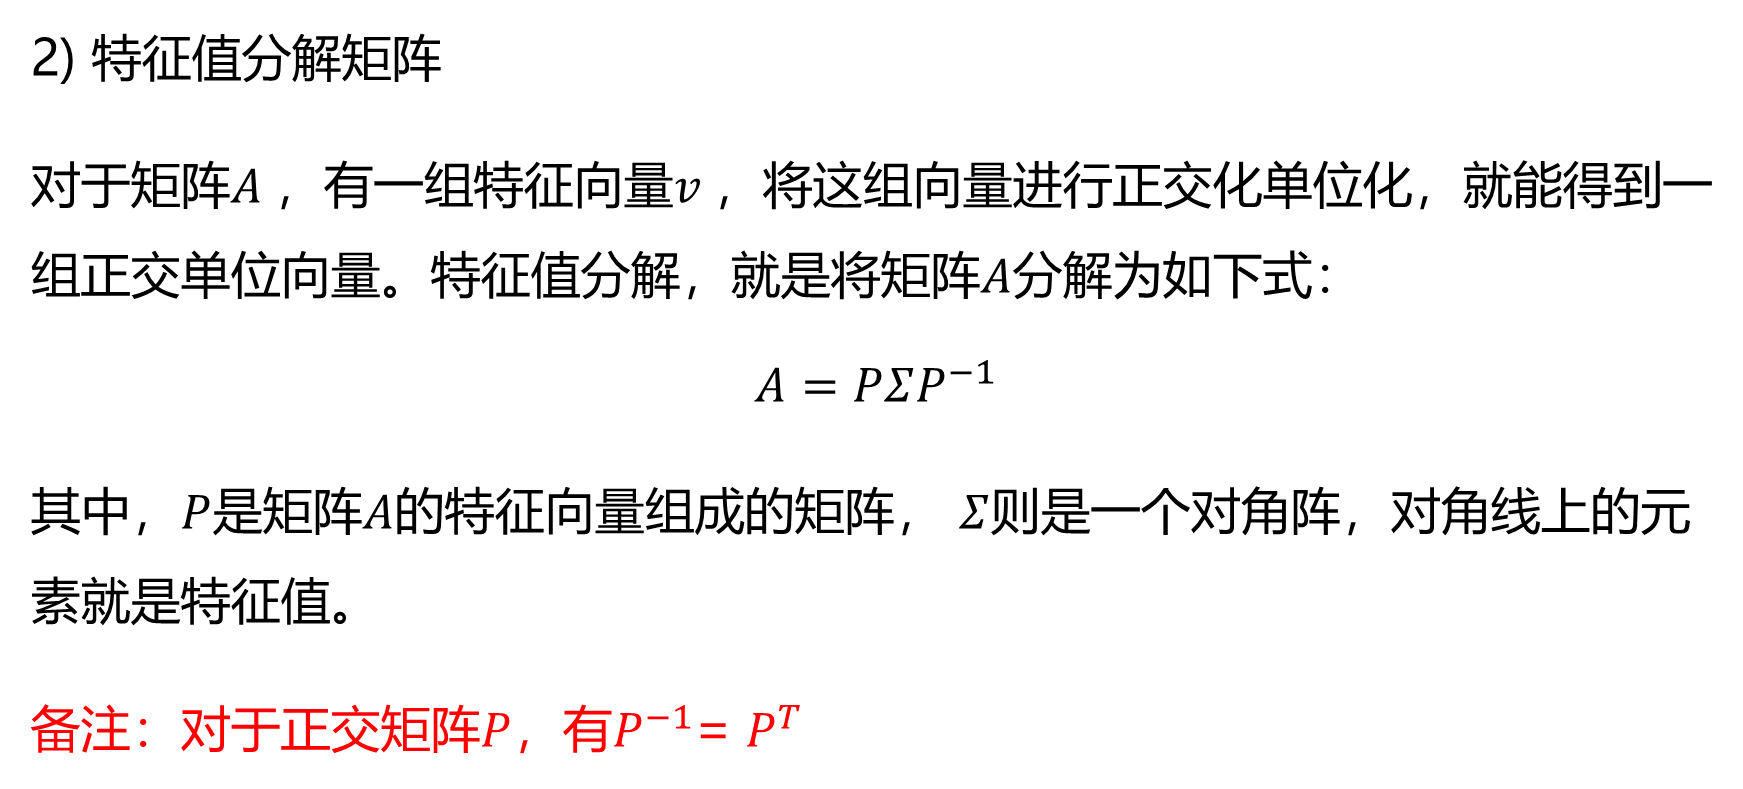 2) 特征值分解矩阵
对于矩阵A，有一组特征向量v，将这组向量进行正交化单位化，就能得到一
组正交单位向量。特征值分解，就是将矩阵A分解为如下式：
A = PΣP⁻¹
其中，P是矩阵A的特征向量组成的矩阵， Σ则是一个对角阵，对角线上的元
素就是特征值。
备注：对于正交矩阵P，有P⁻¹= Pᵀ